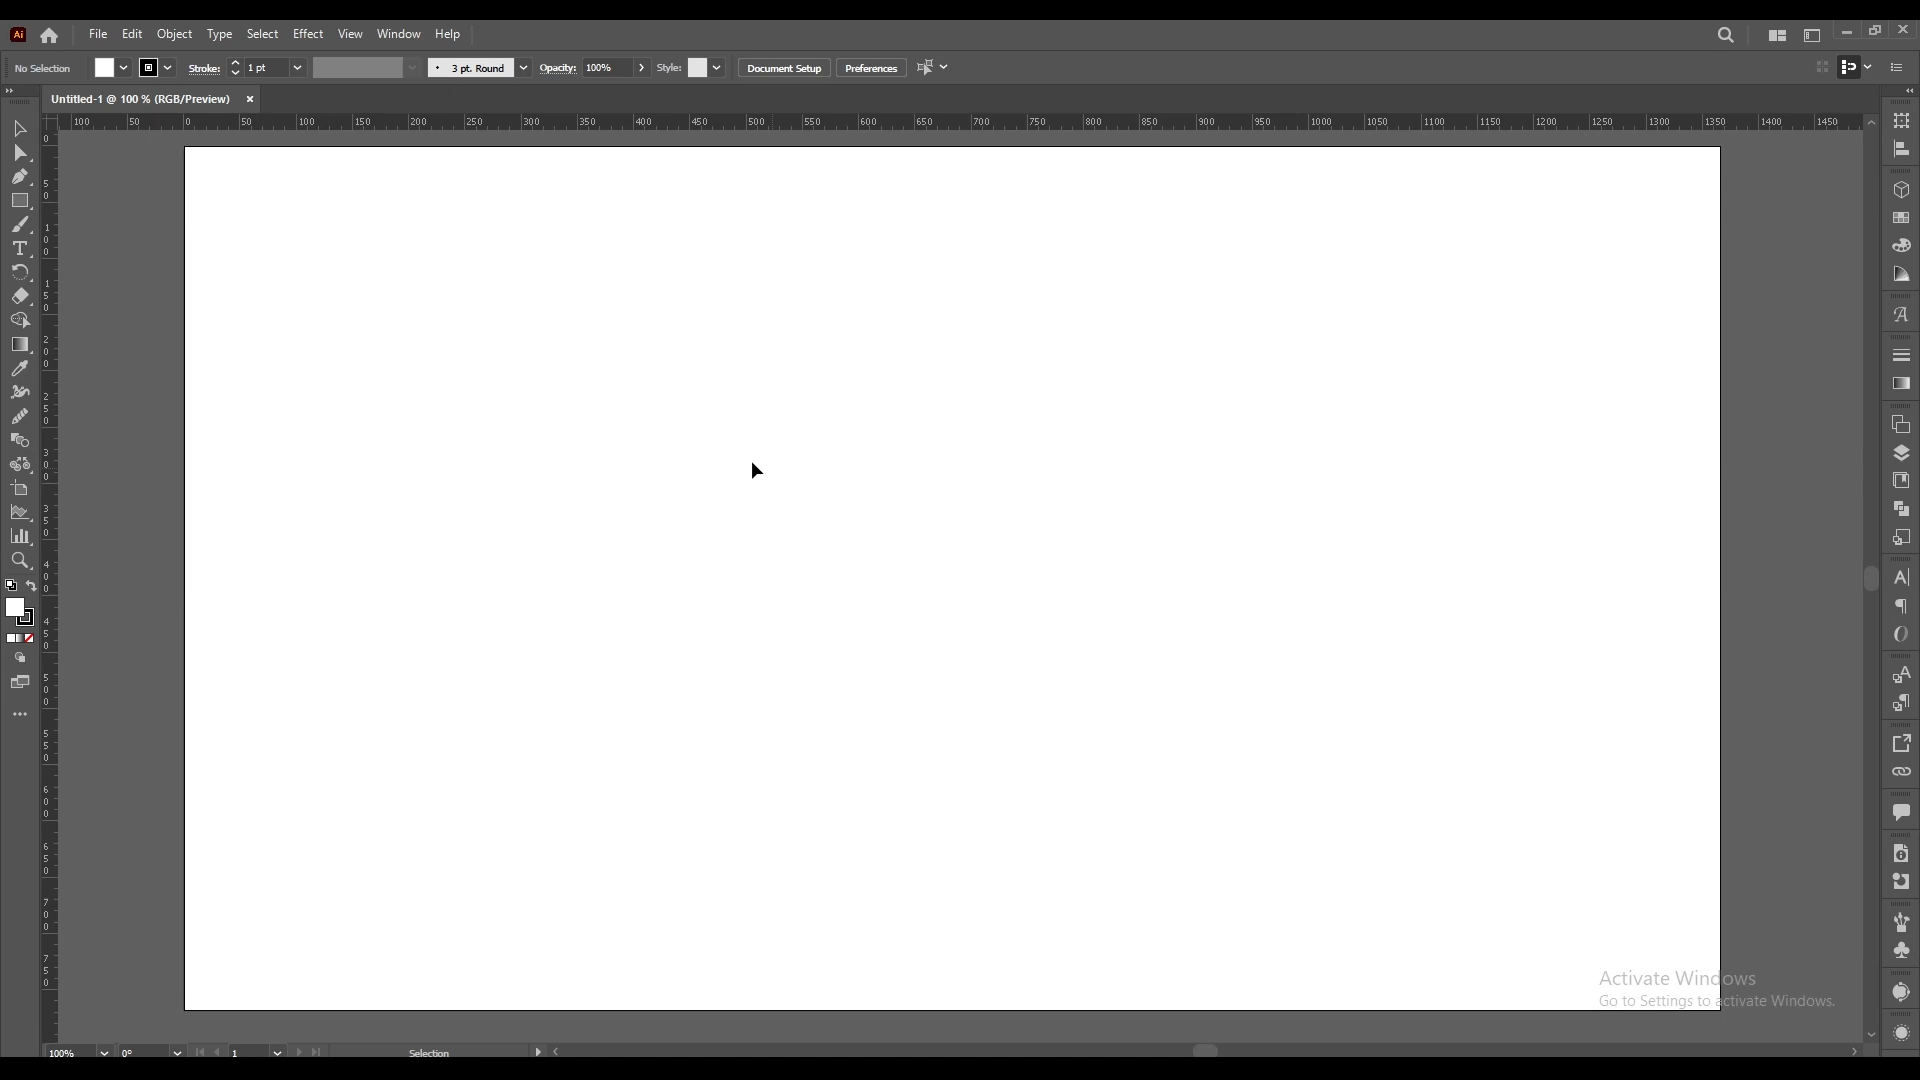 Ai File Edit Object Type Select Effect View Window Help
No Selection Stroke: 1 pt 3 pt. Round Opacity: 100% Style: Document Setup Preferences
Untitled-1 @ 100 % (RGB/Preview)
100 50 0 50 100 150 200 250 300 350 400 450 500 550 600 650 700 750 800 850 900 950 1000 1050 1100 1150 1200 1250 1300 1350 1400 1450
0
50
100
150
200
250
300
350
400
450
500
550
600
650
700
750
Activate Windows
Go to Settings to activate Windows.
100% 0° 1 Selection